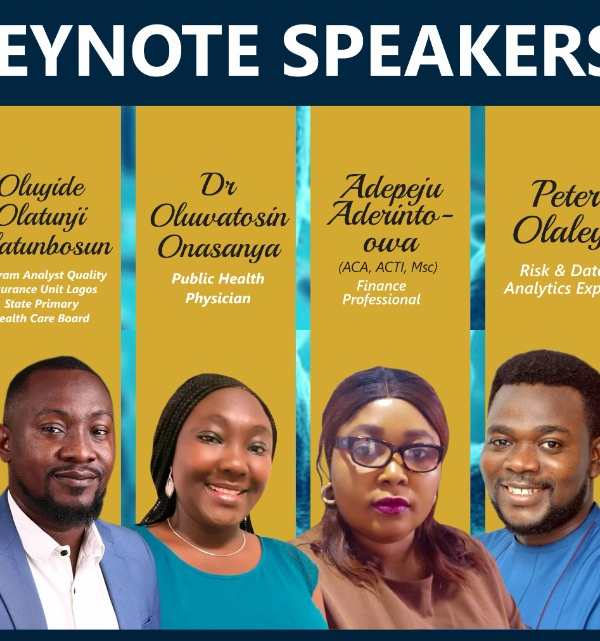 EYNOTE SPEAKERS
Oluyide
Olatunji
latunbosun
ram Analyst Quality
surance Unit Lagos
State Primary
ealth Care Board
Dr
Oluwatosin
Onasanya
Public Health
Physician
Adepeju
Aderinto-
owa
(ACA, ACTI, Msc)
Finance
Professional
Peter
Olaley
Risk & Data
Analytics Exp